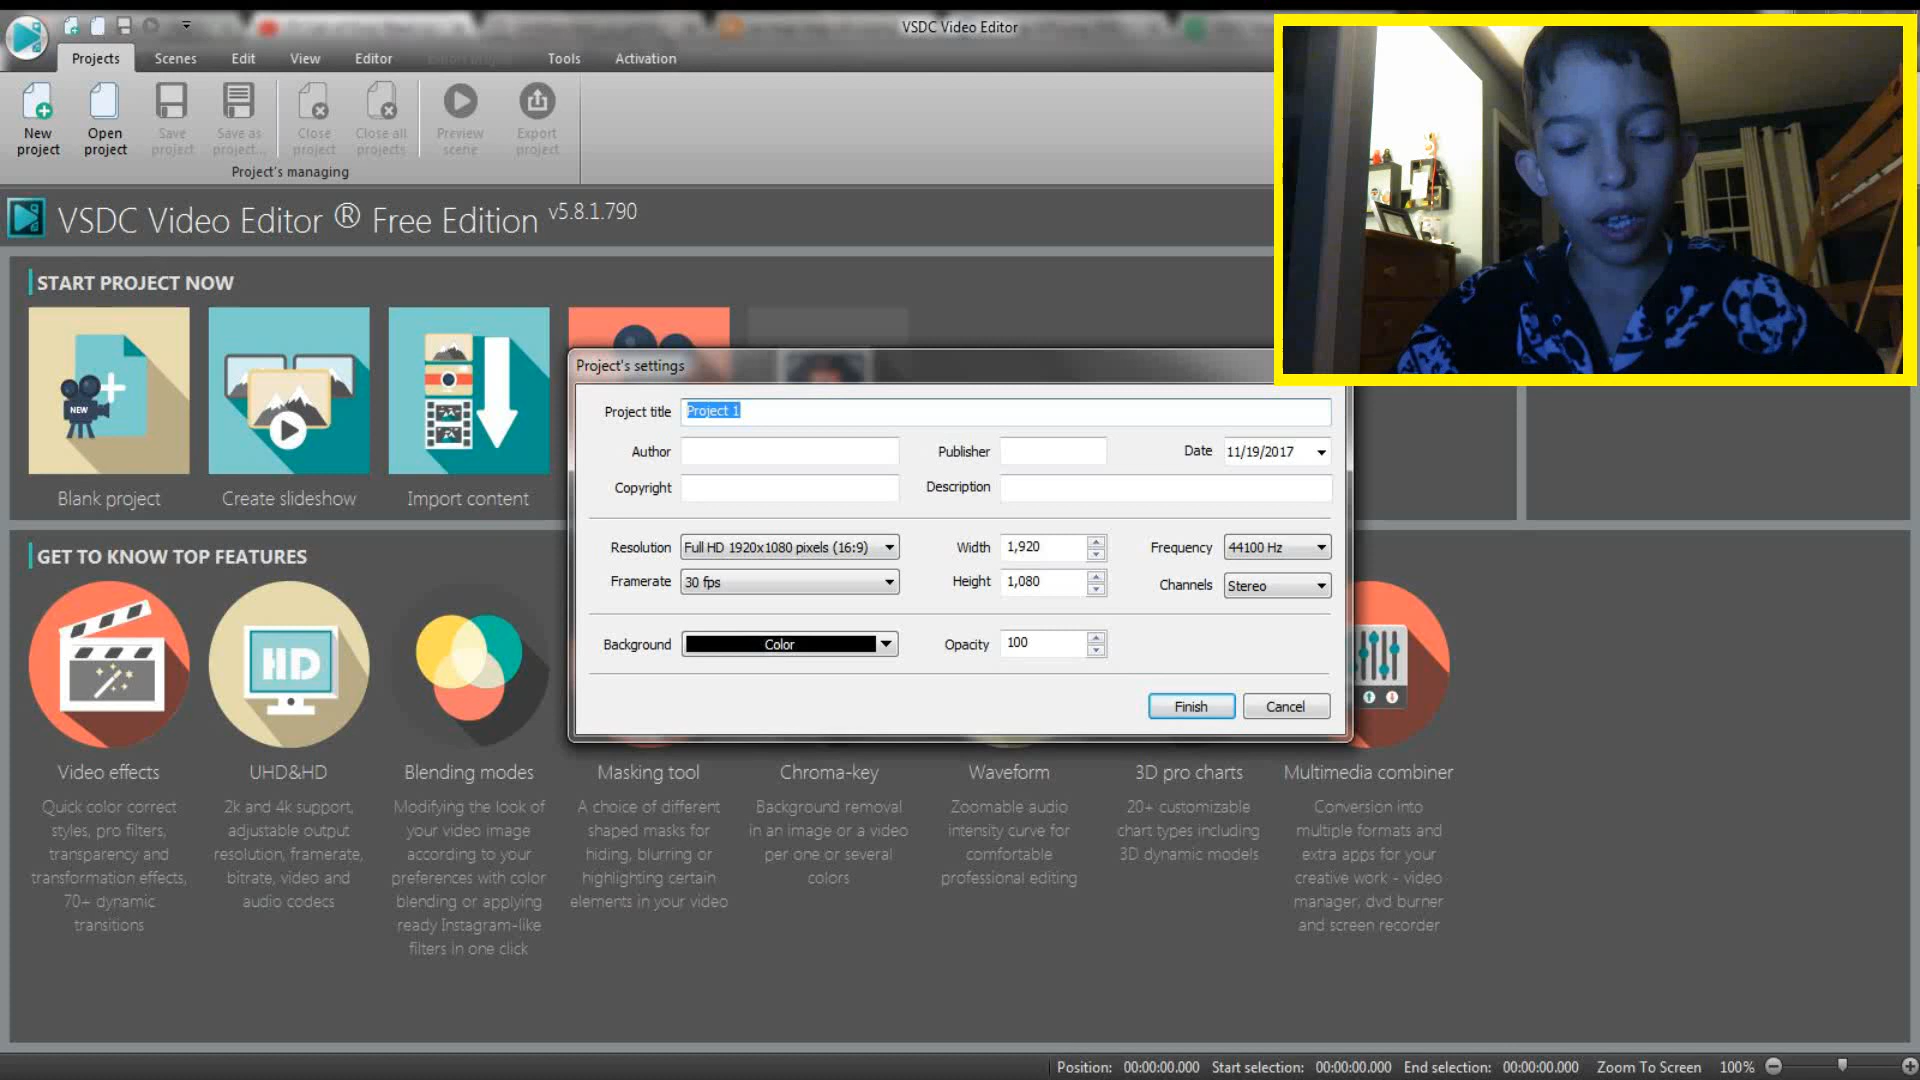 VSDC Video Editor
Projects Scenes Edit View Editor Export project Tools Activation
New project
Open project
Save project
Save as project...
Close project
Close all projects
Preview scene
Export project
Project's managing
VSDC Video Editor ® Free Edition v5.8.1.790
START PROJECT NOW
NEW
Blank project
Create slideshow
Import content
Project's settings
Project title Project 1
Author Publisher Date 11/19/2017
Copyright Description
Resolution Full HD 1920x1080 pixels (16:9) Width 1,920 Frequency 44100 Hz
Framerate 30 fps Height 1,080 Channels Stereo
Background Color Opacity 100
Finish Cancel
GET TO KNOW TOP FEATURES
HD
Video effects
Quick color correct
styles, pro filters,
transparency and
transformation effects,
70+ dynamic
transitions
UHD&HD
2k and 4k support,
adjustable output
resolution, framerate,
bitrate, video and
audio codecs
Blending modes
Modifying the look of
your video image
according to your
preferences with color
blending or applying
ready Instagram-like
filters in one click
Masking tool
A choice of different
shaped masks for
hiding, blurring or
highlighting certain
elements in your video
Chroma-key
Background removal
in an image or a video
per one or several
colors
Waveform
Zoomable audio
intensity curve for
comfortable
professional editing
3D pro charts
20+ customizable
chart types including
3D dynamic models
Multimedia combiner
Conversion into
multiple formats and
extra apps for your
creative work - video
manager, dvd burner
and screen recorder
Position: 00:00:00.000 Start selection: 00:00:00.000 End selection: 00:00:00.000 Zoom To Screen 100%